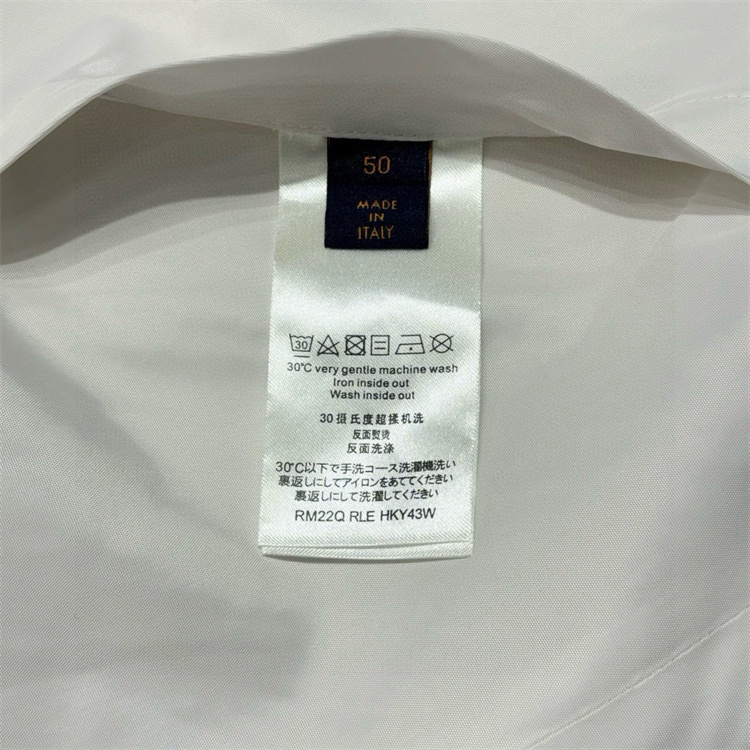 50
MADE
IN
ITALY
30
30℃ very gentle machine wash
Iron inside out
Wash inside out
30摄氏度超揉机洗
反面熨烫
反面洗涤
30℃以下で手洗コース洗濯機洗い
裏返しにしてアイロンをあててください
裏返しにして洗濯してください
RM22Q RLE HKY43W